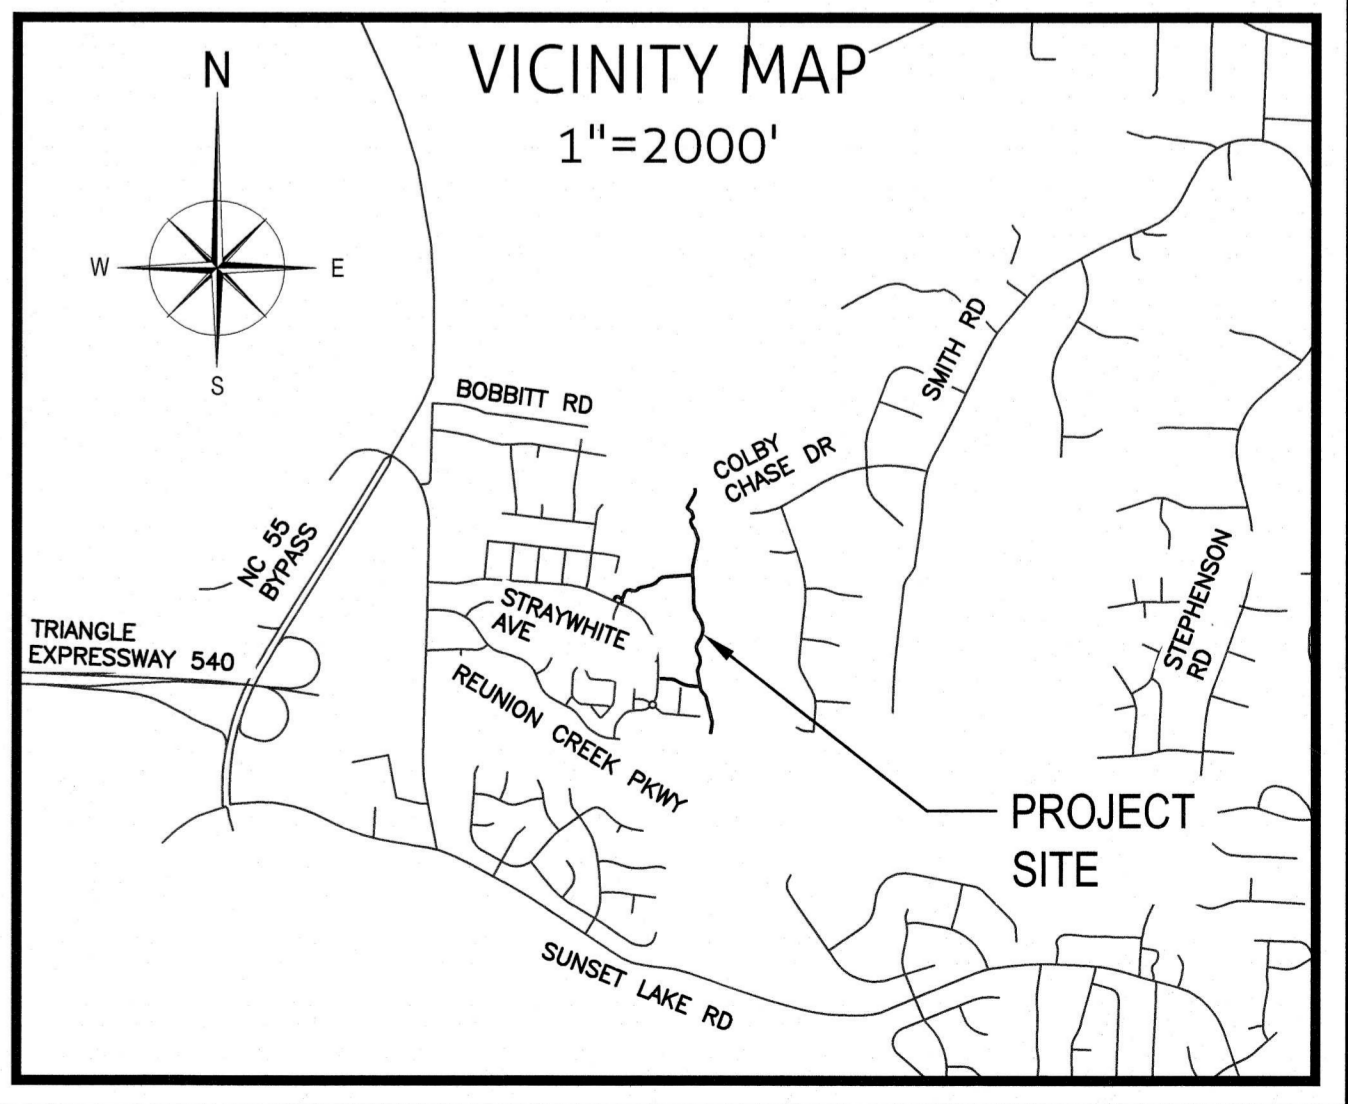 VICINITY MAP
1"=2000'
N
W
E
S
BOBBITT RD
SMITH RD
COLBY
CHASE DR
NC 55
BYPASS
STRAYWHITE
AVE
STEPHENSON
RD
TRIANGLE
EXPRESSWAY 540
REUNION CREEK PKWY
PROJECT
SITE
SUNSET LAKE RD